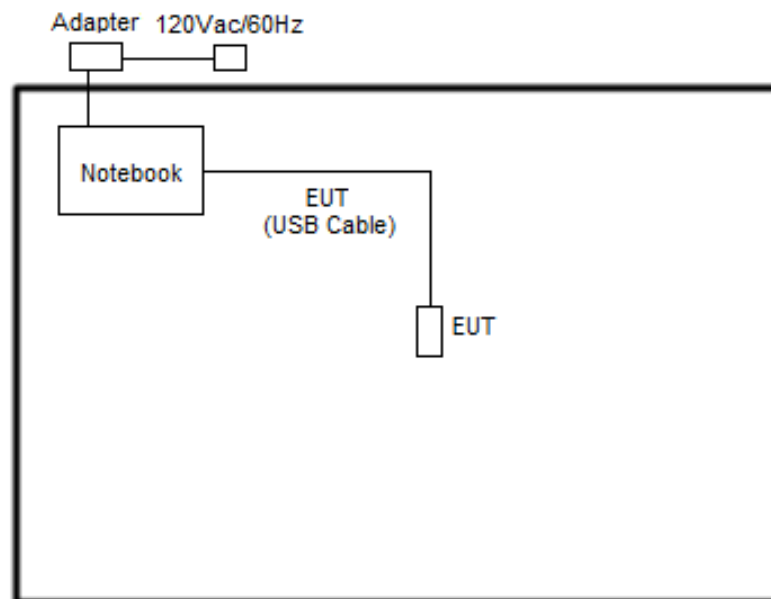 Adapter
120Vac/60Hz
Notebook
EUT
(USB Cable)
EUT